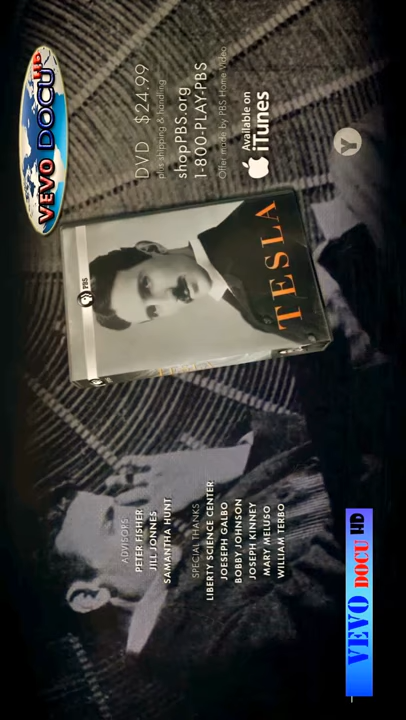 VEVO DOCU HD
DVD $24.99
plus shipping & handling
shopPBS.org
1-800-PLAY-PBS
Offer made by PBS Home Video
Available on
iTunes
Y
PBS
TESLA
TESLA
ADVISORS
PETER FISHER
JILL JONNES
SAMANTHA HUNT
SPECIAL THANKS
LIBERTY SCIENCE CENTER
JOESEPH GALBO
BOBBY JOHNSON
JOSEPH KINNEY
MARY MELUSO
WILLIAM TERBO
VEVO DOCU HD